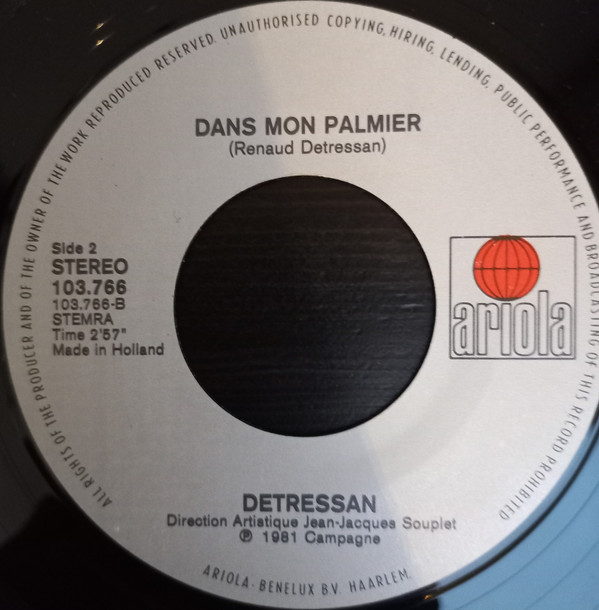 ALL RIGHTS OF THE PRODUCER AND OF THE OWNER OF THE WORK REPRODUCED RESERVED. UNAUTHORISED COPYING, HIRING, LENDING, PUBLIC PERFORMANCE AND BROADCASTING OF THIS RECORD PROHIBITED
DANS MON PALMIER
(Renaud Detressan)
Side 2
STEREO
103.766
103.766-B
STEMRA
Time 2'57"
Made in Holland
ariola
DETRESSAN
Direction Artistique Jean-Jacques Souplet
℗ 1981 Campagne
ARIOLA - BENELUX B.V. HAARLEM